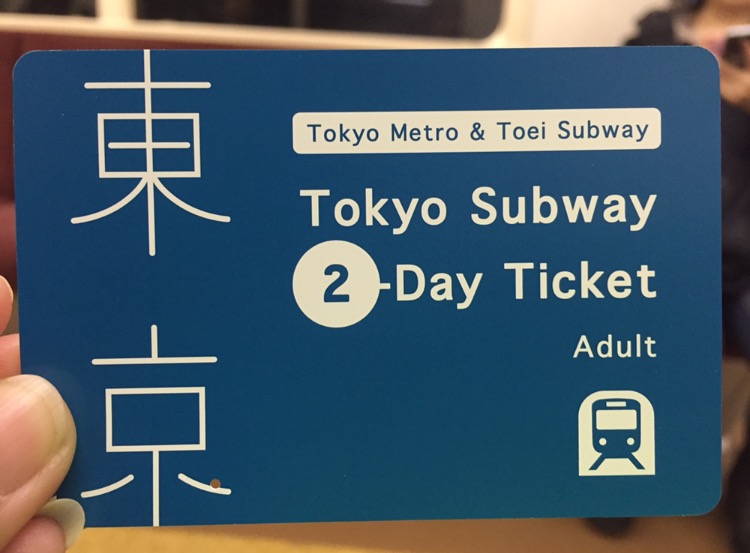 東京
Tokyo Metro & Toei Subway
Tokyo Subway
2-Day Ticket
Adult